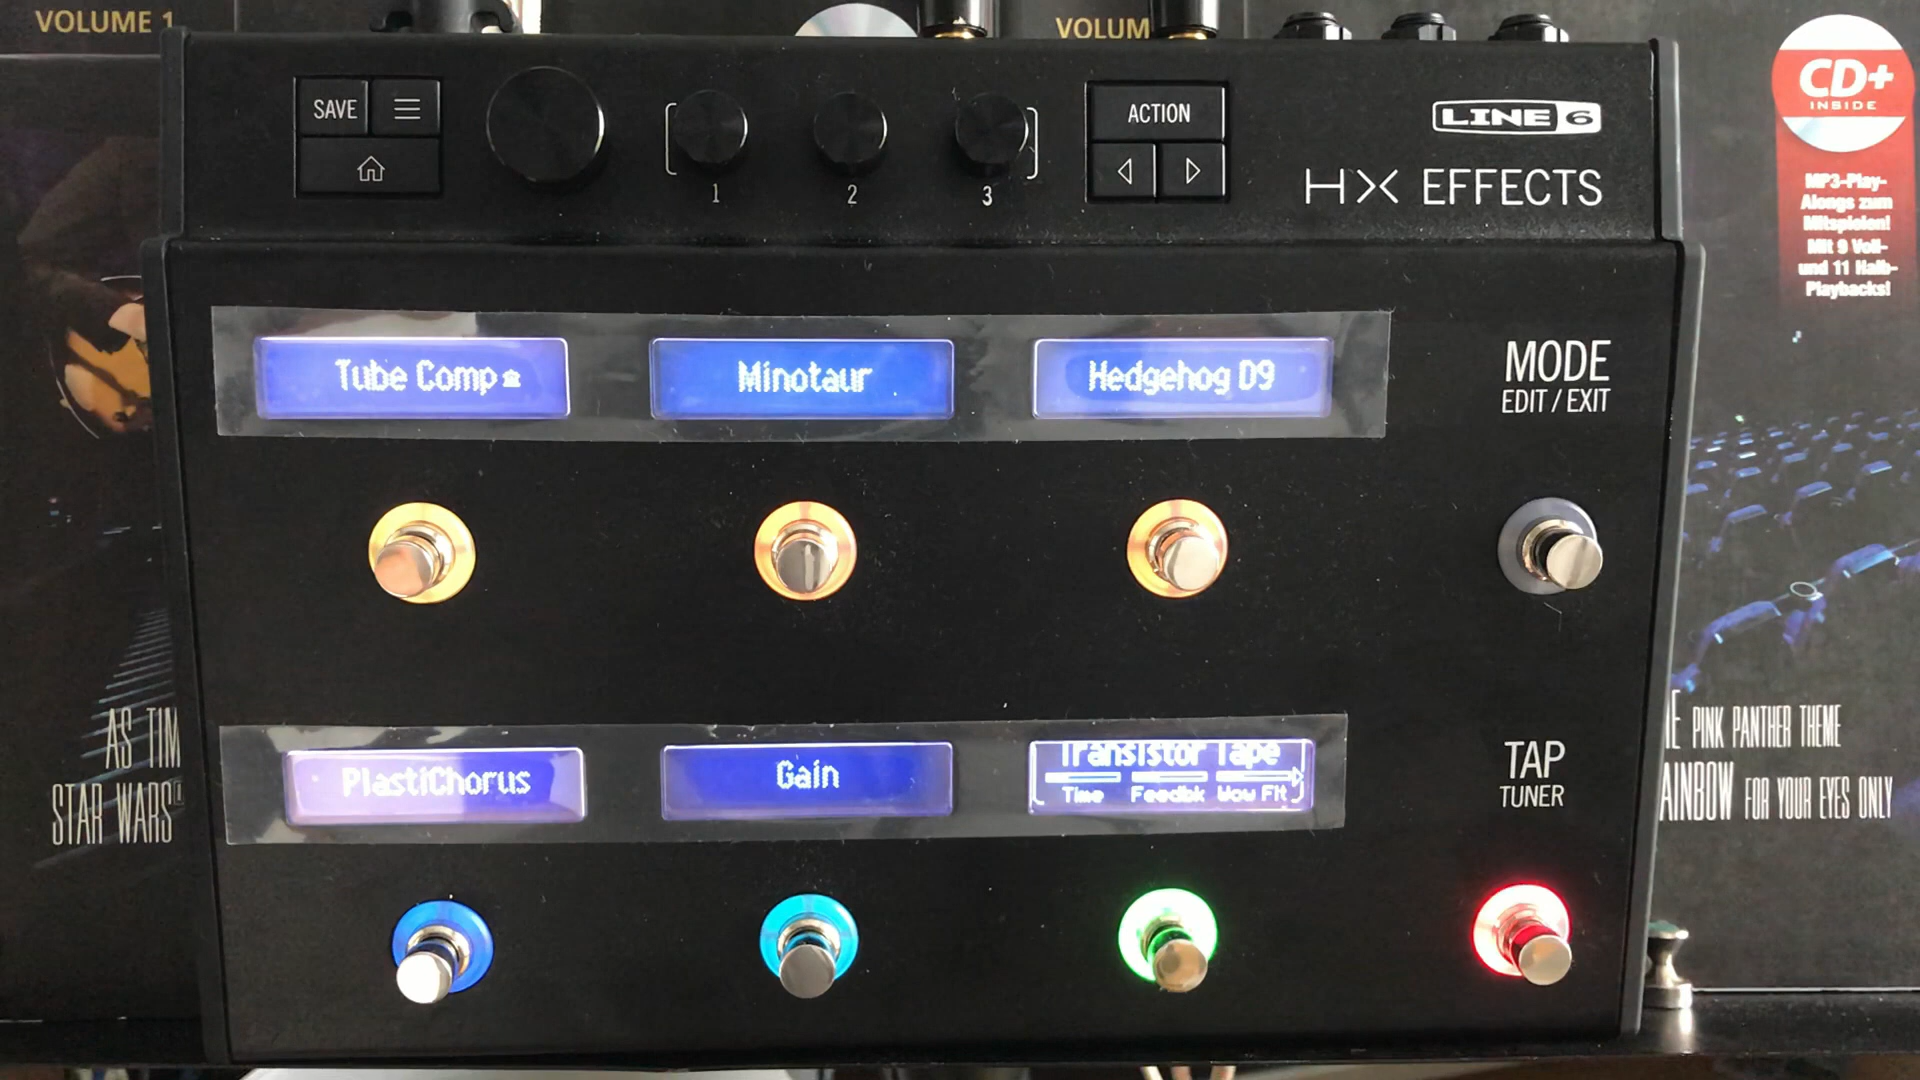 VOLUME 1
VOLUM
SAVE
1
2
3
ACTION
LINE 6
HX EFFECTS
CD+
INSIDE
MP3-Play-
Alongs zum
Mitspielen!
Mit 9 Voll-
und 11 Halb-
Playbacks!
Tube Comp
Minotaur
Hedgehog D9
MODE
EDIT / EXIT
PlastiChorus
Gain
Transistor Tape
Time Feedbk Wow Flt
TAP
TUNER
AS TIM
STAR WARS
E PINK PANTHER THEME
AINBOW FOR YOUR EYES ONLY